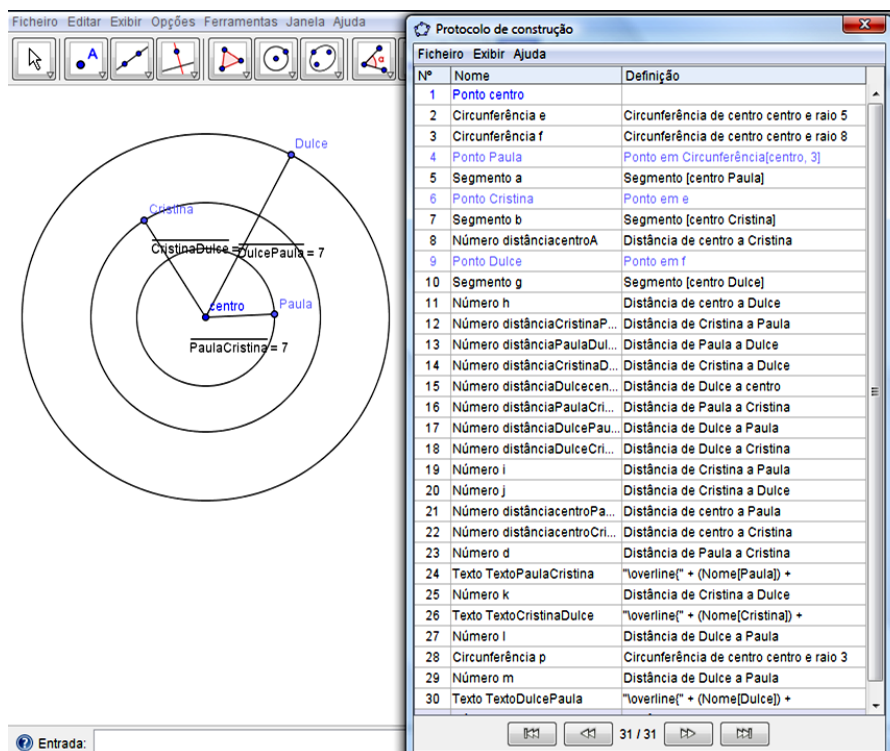 Ficheiro Editar Exibir Opções Ferramentas Janela Ajuda
A
α
Dulce
Cristina
CristinaDulce =
DulcePaula = 7
centro
Paula
PaulaCristina = 7
Entrada:
Protocolo de construção
Ficheiro Exibir Ajuda
Nº Nome Definição
1 Ponto centro
2 Circunferência e Circunferência de centro centro e raio 5
3 Circunferência f Circunferência de centro centro e raio 8
4 Ponto Paula Ponto em Circunferência[centro, 3]
5 Segmento a Segmento [centro Paula]
6 Ponto Cristina Ponto em e
7 Segmento b Segmento [centro Cristina]
8 Número distânciacentroA Distância de centro a Cristina
9 Ponto Dulce Ponto em f
10 Segmento g Segmento [centro Dulce]
11 Número h Distância de centro a Dulce
12 Número distânciaCristinaP... Distância de Cristina a Paula
13 Número distânciaPaulaDul... Distância de Paula a Dulce
14 Número distânciaCristinaD... Distância de Cristina a Dulce
15 Número distânciaDulcecen... Distância de Dulce a centro
16 Número distânciaPaulaCri... Distância de Paula a Cristina
17 Número distânciaDulcePau... Distância de Dulce a Paula
18 Número distânciaDulceCri... Distância de Dulce a Cristina
19 Número i Distância de Cristina a Paula
20 Número j Distância de Cristina a Dulce
21 Número distânciacentroPa... Distância de centro a Paula
22 Número distânciacentroCri... Distância de centro a Cristina
23 Número d Distância de Paula a Cristina
24 Texto TextoPaulaCristina "\overline{" + (Nome[Paula]) +
25 Número k Distância de Cristina a Dulce
26 Texto TextoCristinaDulce "\overline{" + (Nome[Cristina]) +
27 Número l Distância de Dulce a Paula
28 Circunferência p Circunferência de centro centro e raio 3
29 Número m Distância de Dulce a Paula
30 Texto TextoDulcePaula "\overline{" + (Nome[Dulce]) +
31 / 31